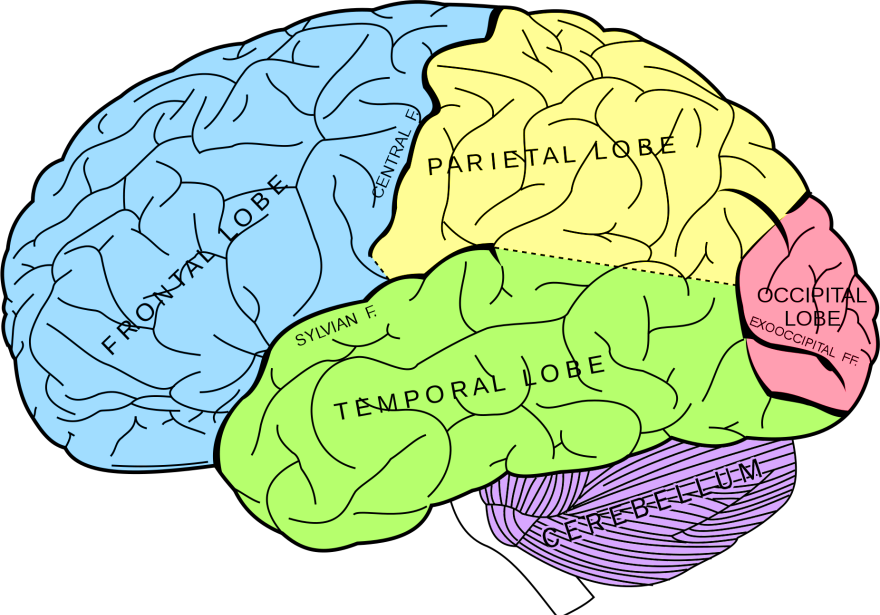 FRONTAL LOBE
CENTRAL F.
PARIETAL LOBE
SYLVIAN F.
TEMPORAL LOBE
OCCIPITAL
LOBE
EXOOCCIPITAL FF.
CEREBELLUM